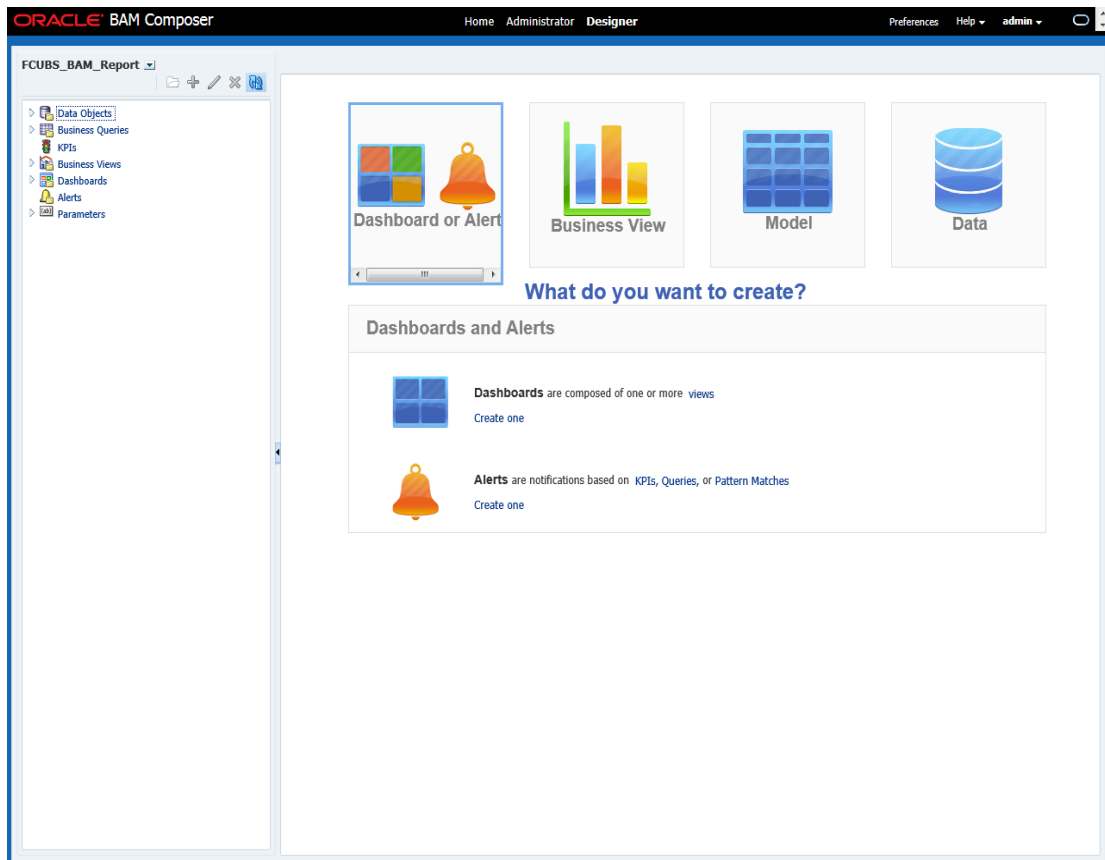 ORACLE BAM Composer
Home Administrator Designer
Preferences Help admin
FCUBS_BAM_Report
Data Objects
Business Queries
KPIs
Business Views
Dashboards
Alerts
Parameters
Dashboard or Alert
Business View
Model
Data
What do you want to create?
Dashboards and Alerts
Dashboards are composed of one or more views
Create one
Alerts are notifications based on KPIs, Queries, or Pattern Matches
Create one